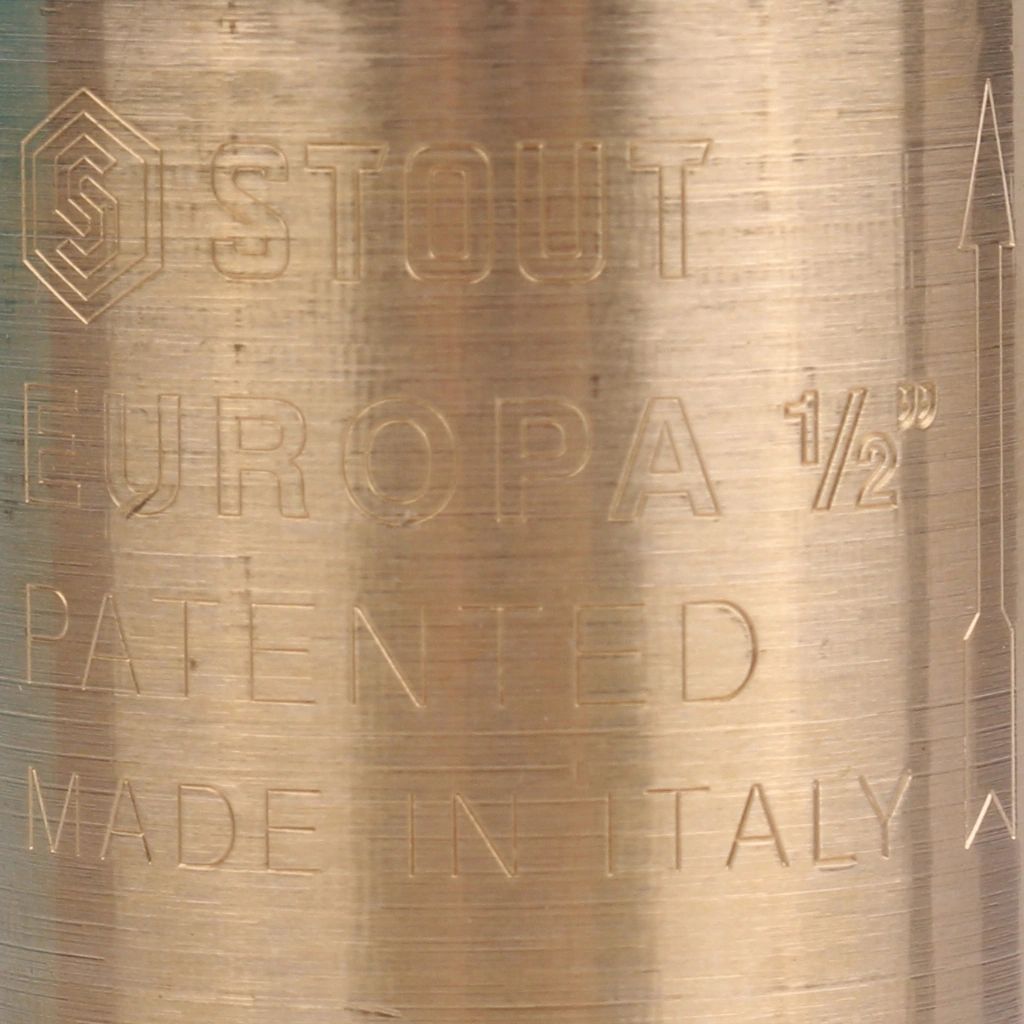 STOUT
EUROPA ½”
PATENTED
MADE IN ITALY